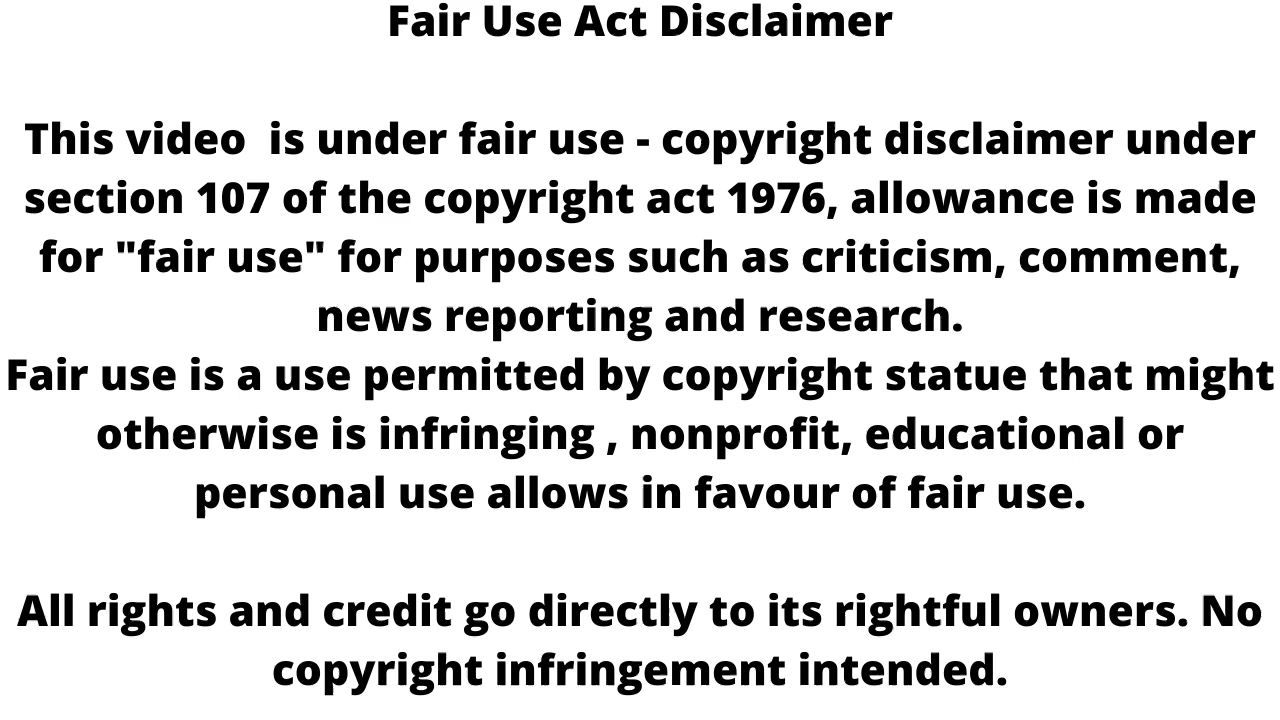 Fair Use Act Disclaimer
This video  is under fair use - copyright disclaimer under
section 107 of the copyright act 1976, allowance is made
for "fair use" for purposes such as criticism, comment,
news reporting and research.
Fair use is a use permitted by copyright statue that might
otherwise is infringing , nonprofit, educational or
personal use allows in favour of fair use.
All rights and credit go directly to its rightful owners. No
copyright infringement intended.